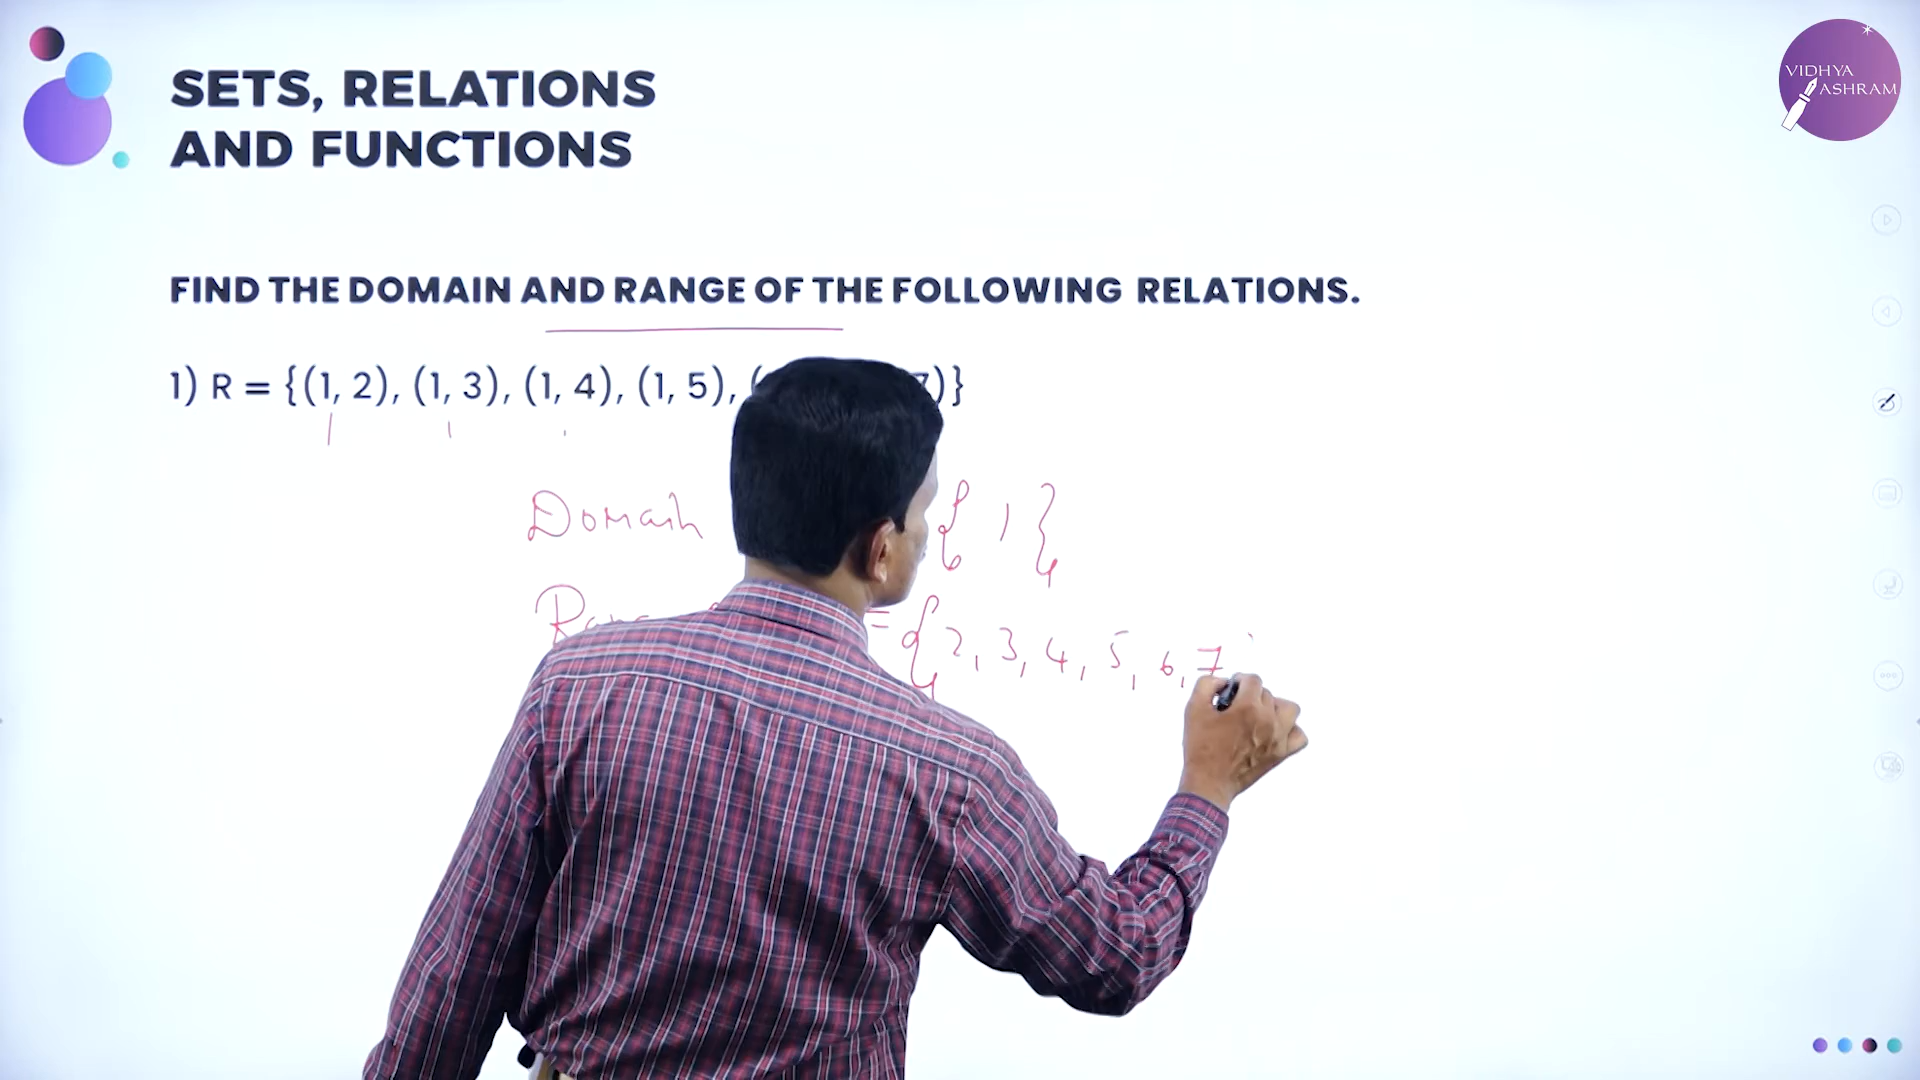 SETS, RELATIONS
AND FUNCTIONS
VIDHYA
ASHRAM
FIND THE DOMAIN AND RANGE OF THE FOLLOWING RELATIONS.
1) R = {(1, 2), (1, 3), (1, 4), (1, 5), ( 7)}
Domain { 1 }
= { 2, 3, 4, 5, 6, 7